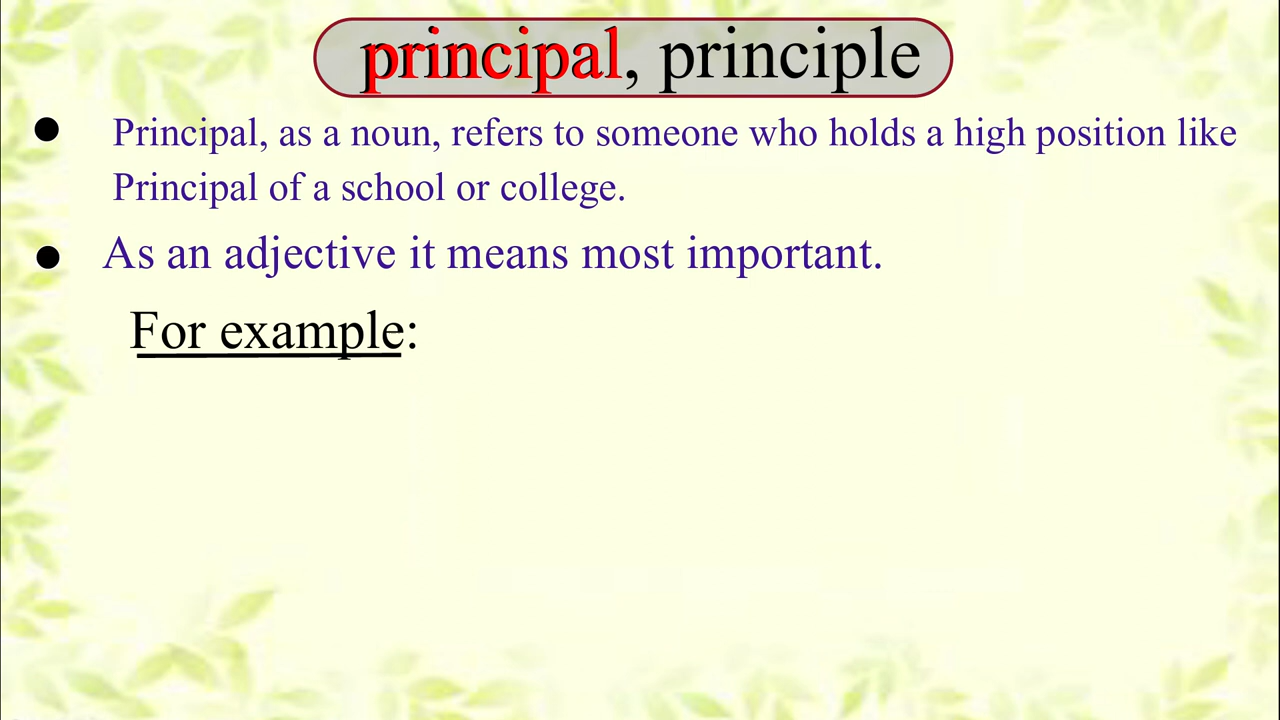 principal, principle
● Principal, as a noun, refers to someone who holds a high position like
Principal of a school or college.
● As an adjective it means most important.
For example: